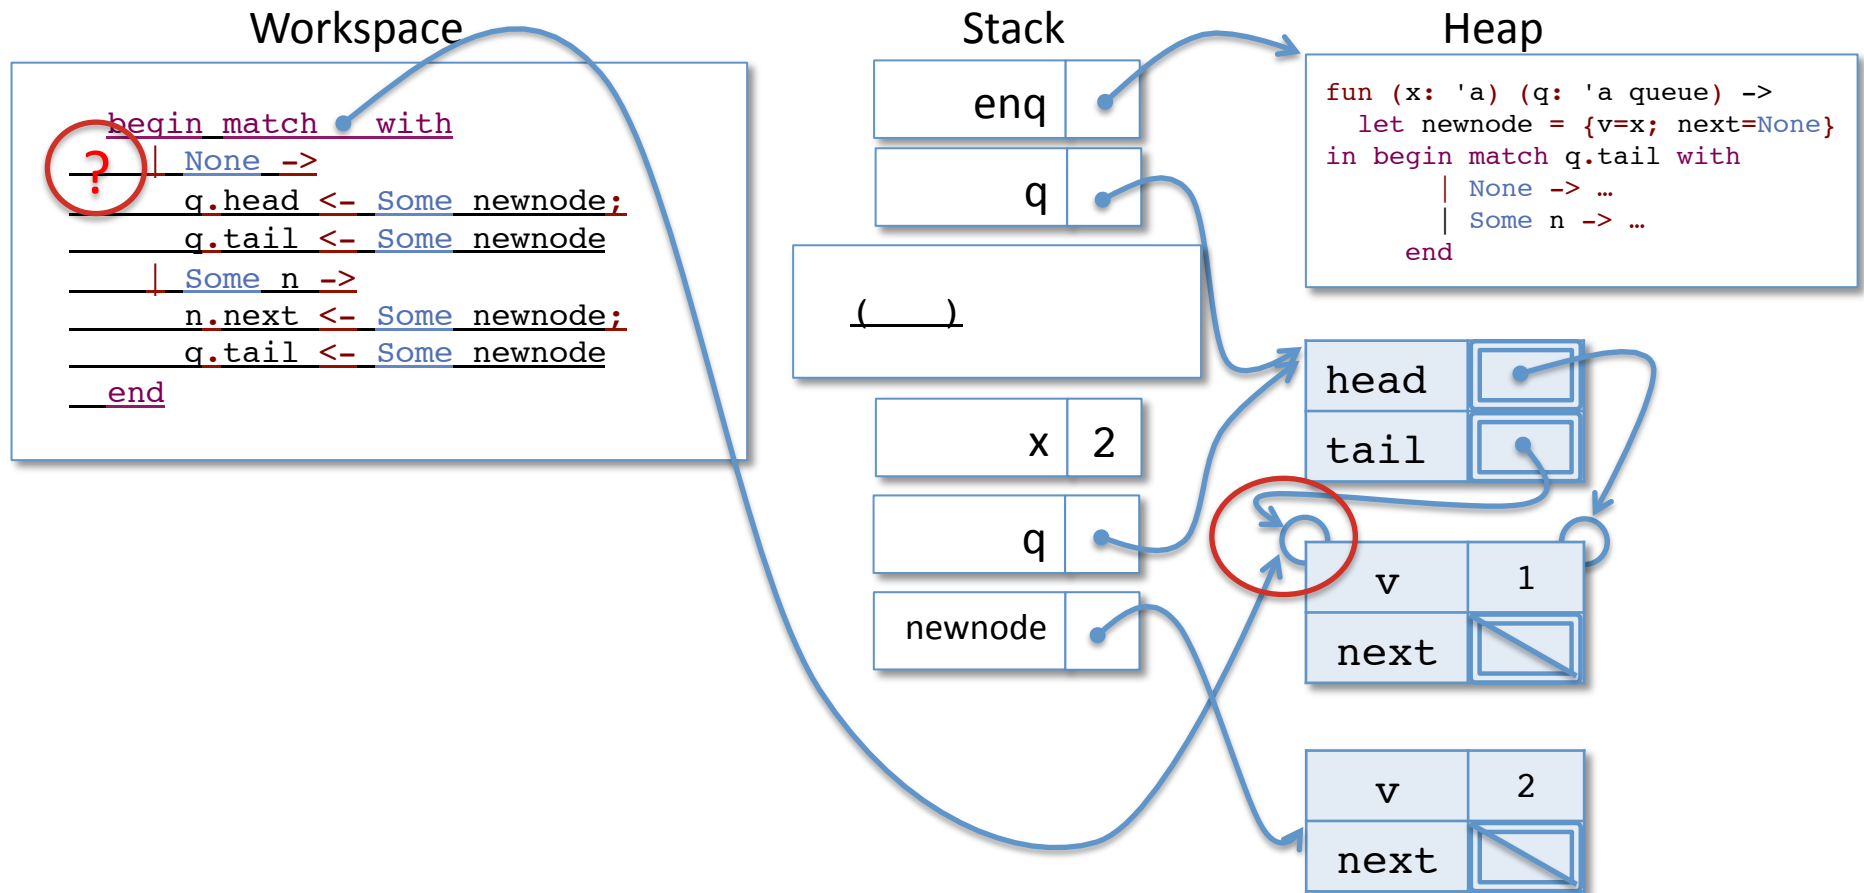 Workspace
begin match with
? | None ->
q.head <- Some newnode;
q.tail <- Some newnode
| Some n ->
n.next <- Some newnode;
q.tail <- Some newnode
end
Stack
enq
q
( )
x 2
q
newnode
Heap
fun (x: 'a) (q: 'a queue) ->
let newnode = {v=x; next=None}
in begin match q.tail with
| None -> …
| Some n -> …
end
head
tail
v 1
next
v 2
next